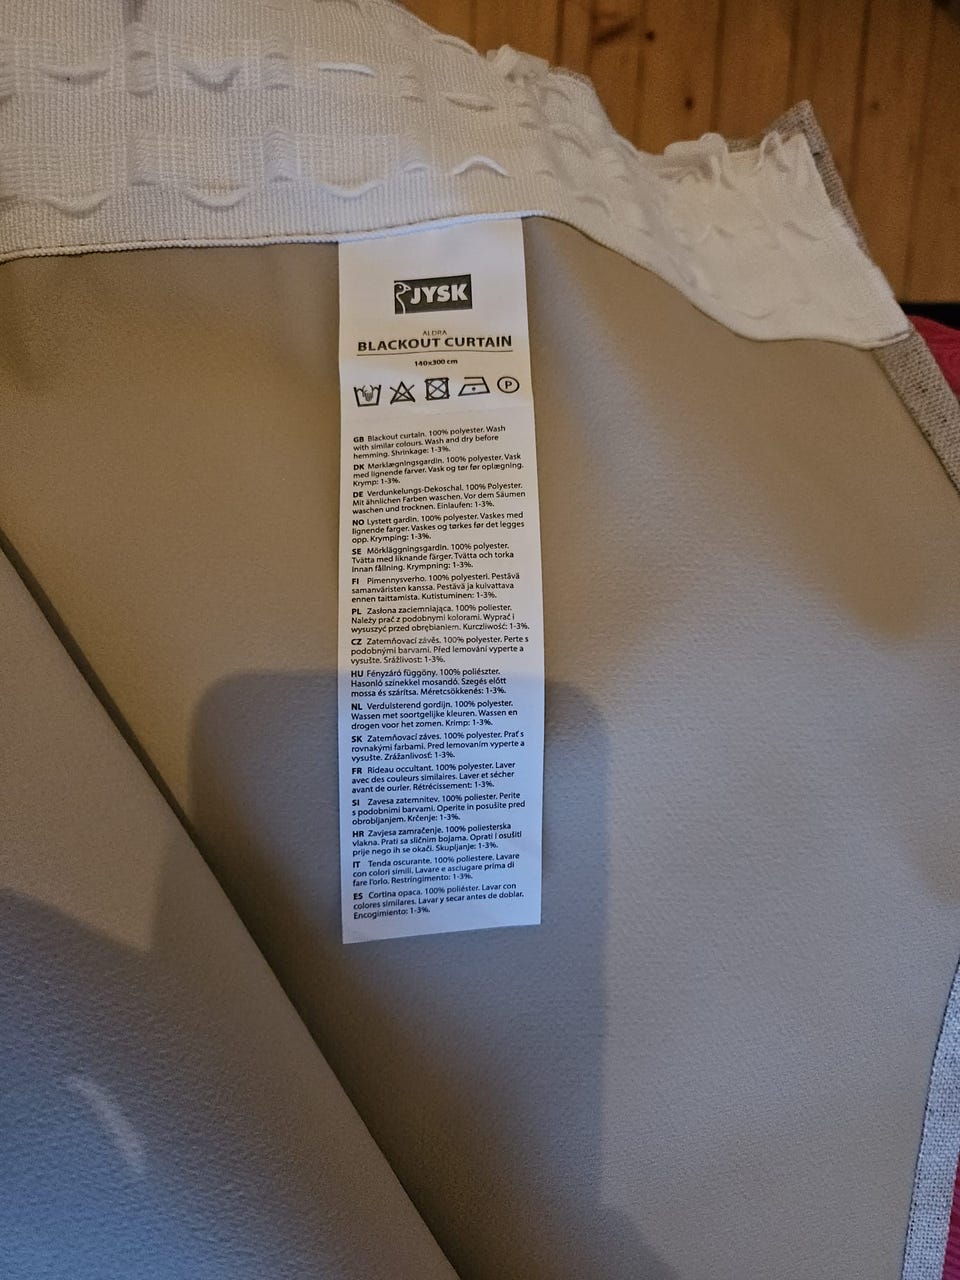 JYSK
ALDRA
BLACKOUT CURTAIN
140x300 cm
P
GB Blackout curtain. 100% polyester. Wash
with similar colours. Wash and dry before
hemming. Shrinkage: 1-3%.
DK Mørklægningsgardin. 100% polyester. Vask
med lignende farver. Vask og tør før oplægning.
Krymp: 1-3%.
DE Verdunkelungs-Dekoschal. 100% Polyester.
Mit ähnlichen Farben waschen. Vor dem Säumen
waschen und trocknen. Einlaufen: 1-3%.
NO Lystett gardin. 100% polyester. Vaskes med
lignende farger. Vaskes og tørkes før det legges
opp. Krymping: 1-3%.
SE Mörkläggningsgardin. 100% polyester.
Tvätta med liknande färger. Tvätta och torka
innan fållning. Krympning: 1-3%.
FI Pimennysverho. 100% polyesteri. Pestävä
samanväristen kanssa. Pestävä ja kuivattava
ennen taittamista. Kutistuminen: 1-3%.
PL Zasłona zaciemniająca. 100% poliester.
Należy prać z podobnymi kolorami. Wyprać i
wysuszyć przed obrębianiem. Kurczliwość: 1-3%.
CZ Zatemňovací závěs. 100% polyester. Perte s
podobnými barvami. Před lemování vyperte a
vysušte. Srážlivost: 1-3%.
HU Fényzáró függöny. 100% poliészter.
Hasonló színekkel mosandó. Szegés előtt
mossa és szárítsa. Méretcsökkenés: 1-3%.
NL Verduisterend gordijn. 100% polyester.
Wassen met soortgelijke kleuren. Wassen en
drogen voor het zomen. Krimp: 1-3%.
SK Zatemňovací záves. 100% polyester. Prať s
rovnakými farbami. Pred lemovaním vyperte a
vysušte. Zrážanlivosť: 1-3%.
FR Rideau occultant. 100% polyester. Laver
avec des couleurs similaires. Laver et sécher
avant de ourler. Rétrécissement: 1-3%.
SI Zavesa zatemnitev. 100% poliester. Perite
s podobnimi barvami. Operite in posušite pred
obrobljanjem. Krčenje: 1-3%.
HR Zavjesa zamračenje. 100% poliesterska
vlakna. Prati sa sličnim bojama. Oprati i osušiti
prije nego ih se okači. Skupljanje: 1-3%.
IT Tenda oscurante. 100% poliestere. Lavare
con colori simili. Lavare e asciugare prima di
fare l'orlo. Restringimento: 1-3%.
ES Cortina opaca. 100% poliéster. Lavar con
colores similares. Lavar y secar antes de doblar.
Encogimiento: 1-3%.